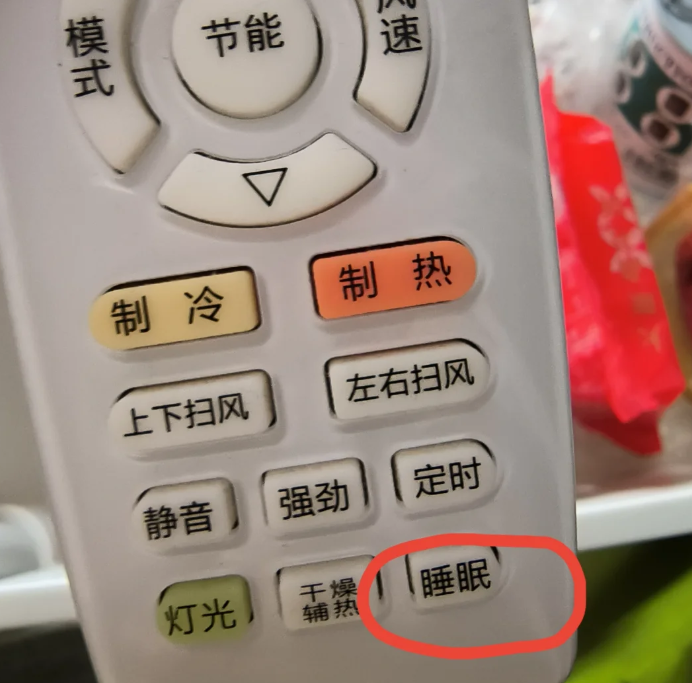 模式
节能
风速
▽
制冷
制热
上下扫风
左右扫风
静音
强劲
定时
灯光
干燥
辅热
睡眠